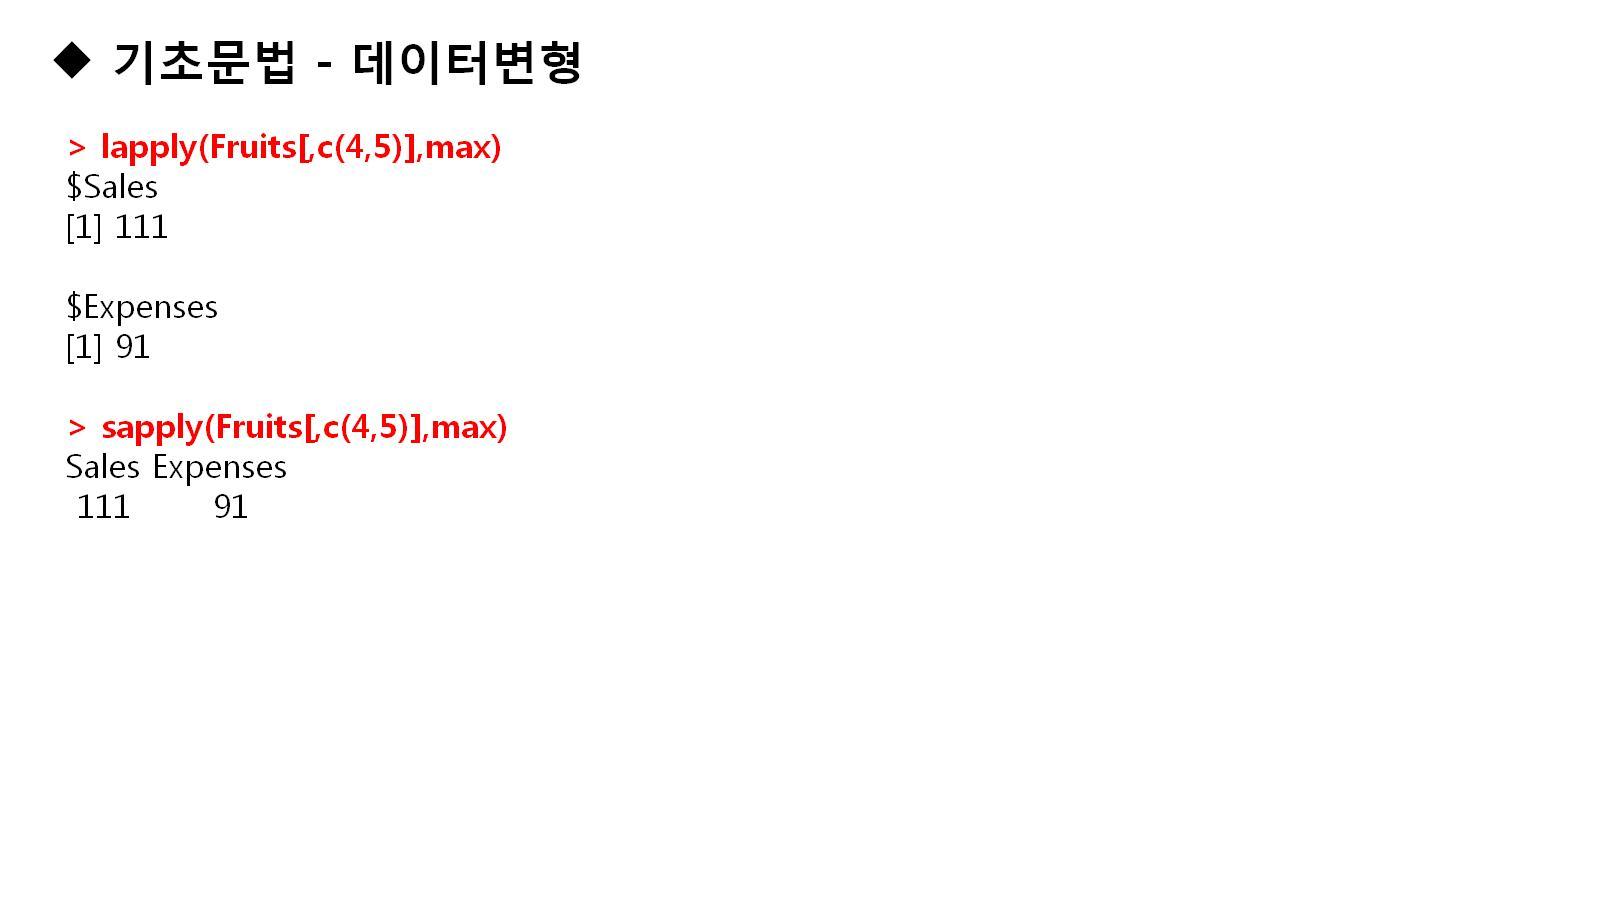 ◆ 기초문법 - 데이터변형
> lapply(Fruits[,c(4,5)],max)
$Sales
[1] 111
$Expenses
[1] 91
> sapply(Fruits[,c(4,5)],max)
Sales Expenses
111 91